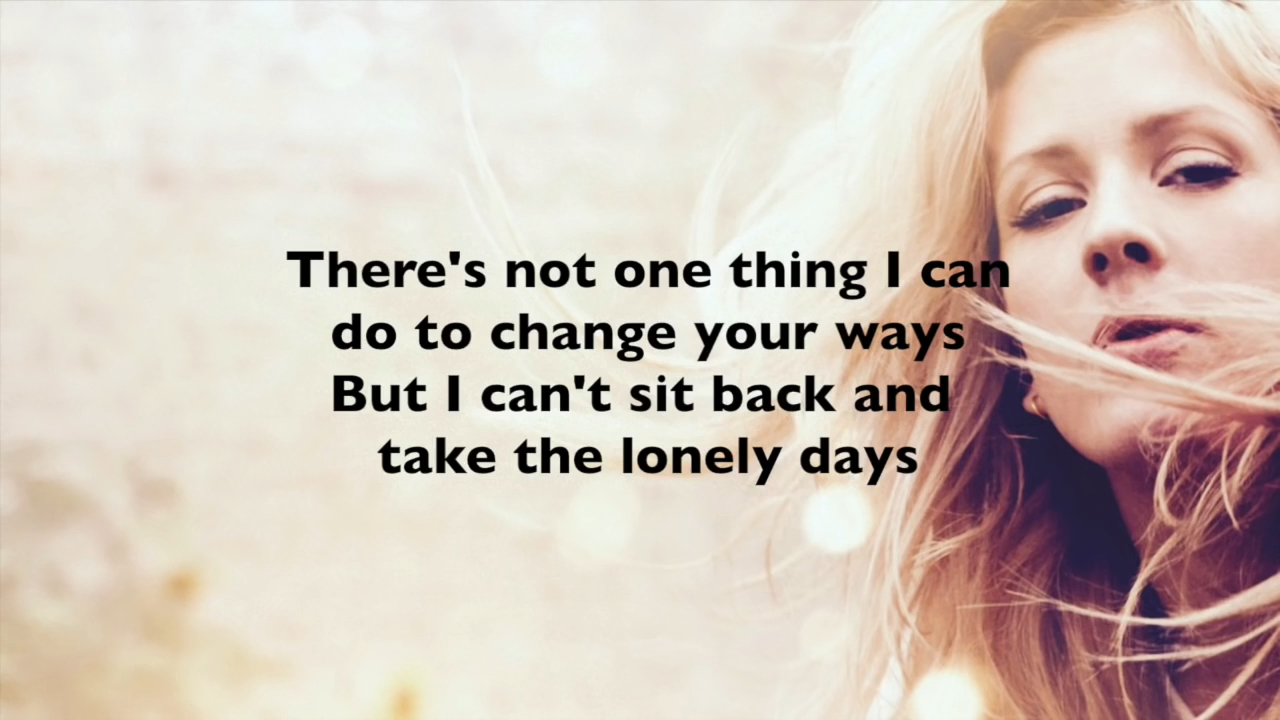 There's not one thing I can
do to change your ways
But I can't sit back and
take the lonely days